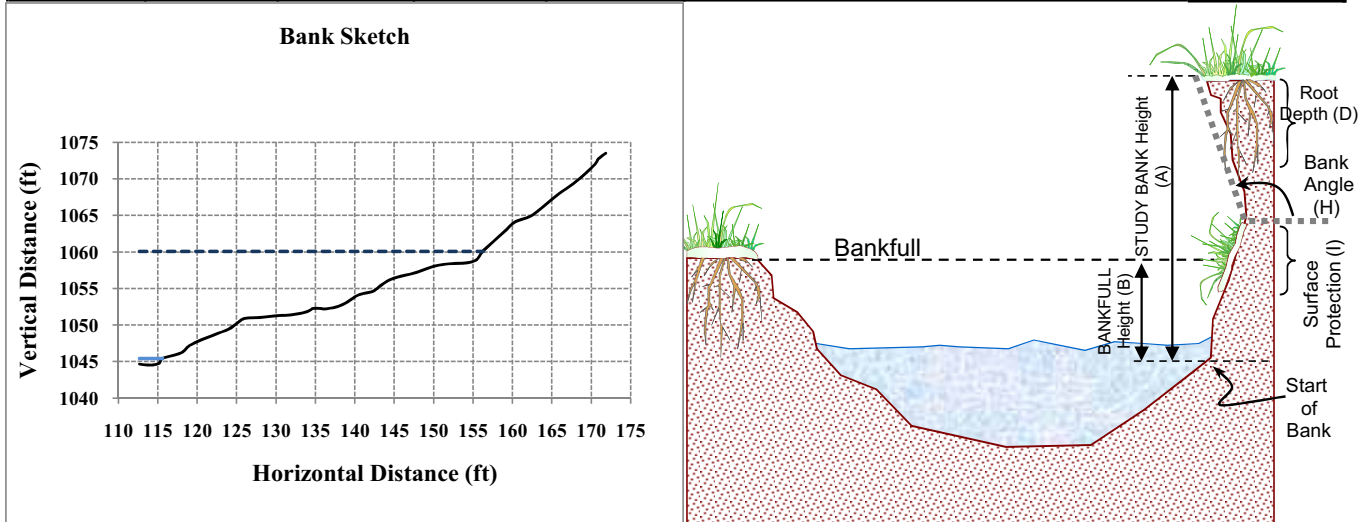 Bank Sketch
Vertical Distance (ft)
1075
1070
1065
1060
1055
1050
1045
1040
110 115 120 125 130 135 140 145 150 155 160 165 170 175
Horizontal Distance (ft)
Bankfull
BANKFULL
Height (B)
STUDY BANK Height
(A)
Root
Depth (D)
Bank
Angle
(H)
Surface
Protection (I)
Start
of
Bank